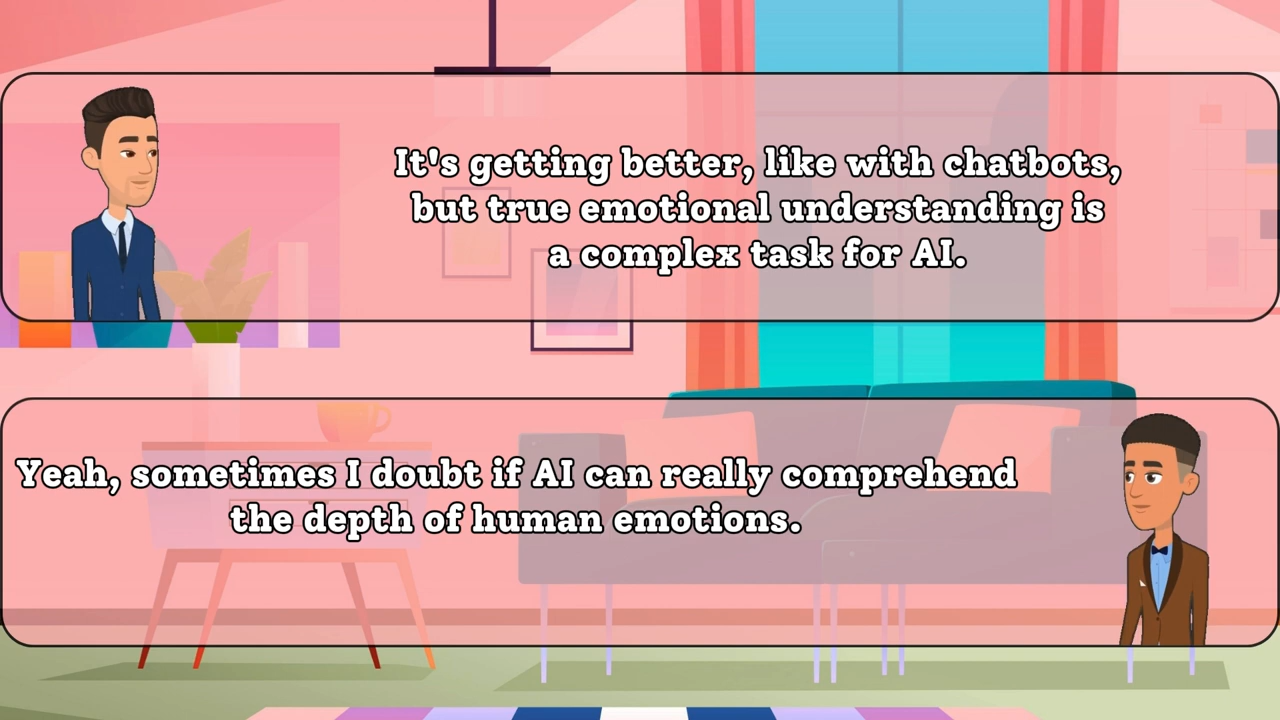 It's getting better, like with chatbots,
but true emotional understanding is
a complex task for AI.
Yeah, sometimes I doubt if AI can really comprehend
the depth of human emotions.